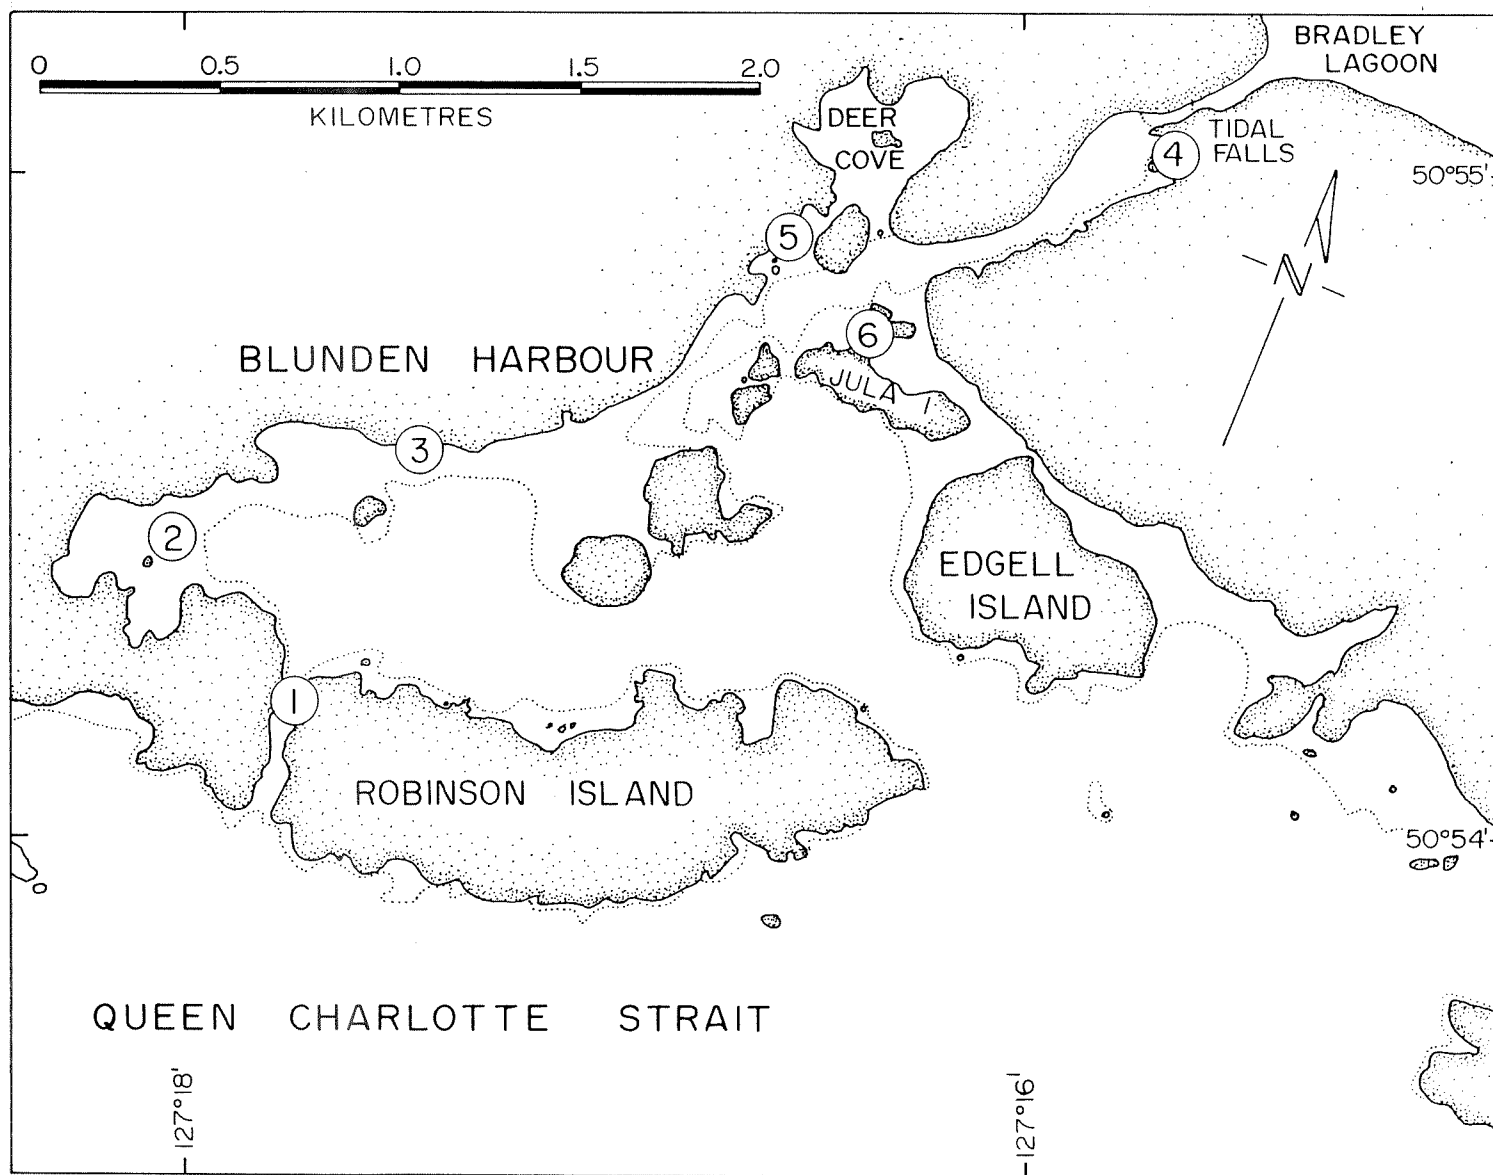 BRADLEY
LAGOON
0 0.5 1.0 1.5 2.0
KILOMETRES
DEER
COVE
TIDAL
FALLS
4
50°55'
5
N
6
BLUNDEN HARBOUR
JULA I
3
2
EDGELL
ISLAND
1
ROBINSON ISLAND
50°54'
QUEEN CHARLOTTE STRAIT
127°18'
127°16'